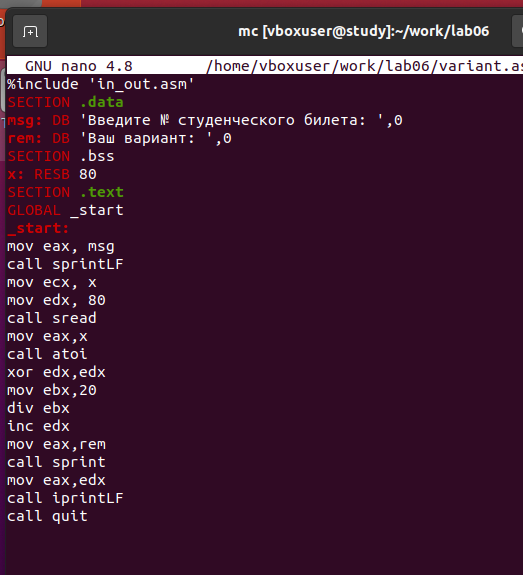 mc [vboxuser@study]:~/work/lab06
GNU nano 4.8 /home/vboxuser/work/lab06/variant.as
%include 'in_out.asm'
SECTION .data
msg: DB 'Введите № студенческого билета: ',0
rem: DB 'Ваш вариант: ',0
SECTION .bss
x: RESB 80
SECTION .text
GLOBAL _start
_start:
mov eax, msg
call sprintLF
mov ecx, x
mov edx, 80
call sread
mov eax,x
call atoi
xor edx,edx
mov ebx,20
div ebx
inc edx
mov eax,rem
call sprint
mov eax,edx
call iprintLF
call quit